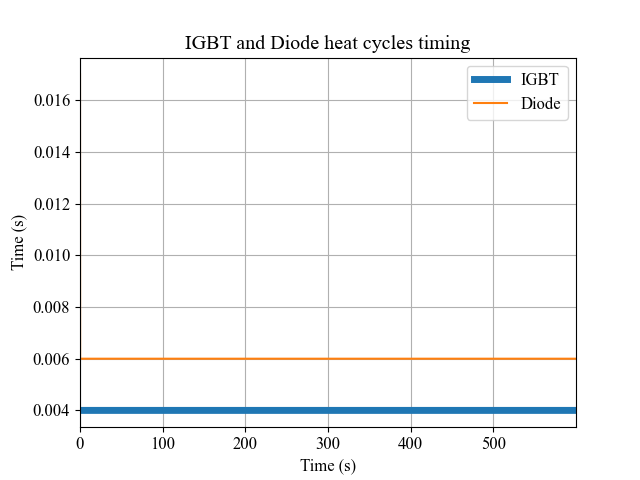 IGBT and Diode heat cycles timing
IGBT
Diode
0.016
0.014
0.012
0.010
0.008
0.006
0.004
Time (s)
0
100
200
300
400
500
Time (s)